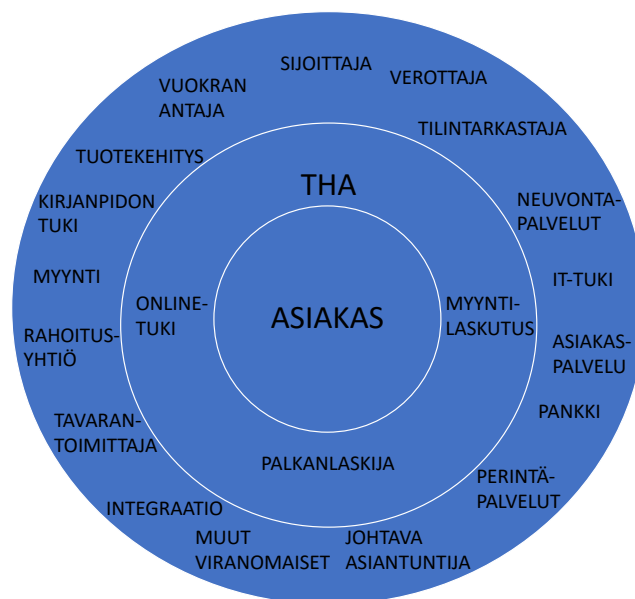 SIJOITTAJA
VEROTTAJA
VUOKRAN
ANTAJA
TILINTARKASTAJA
TUOTEKEHITYS
THA
KIRJANPIDON
TUKI
NEUVONTA-
PALVELUT
MYYNTI
IT-TUKI
ONLINE-
TUKI
ASIAKAS
MYYNTI-
LASKUTUS
RAHOITUS-
YHTIÖ
ASIAKAS-
PALVELU
TAVARAN-
TOIMITTAJA
PANKKI
PALKANLASKIJA
PERINTÄ-
PALVELUT
INTEGRAATIO
MUUT
VIRANOMAISET
JOHTAVA
ASIANTUNTIJA